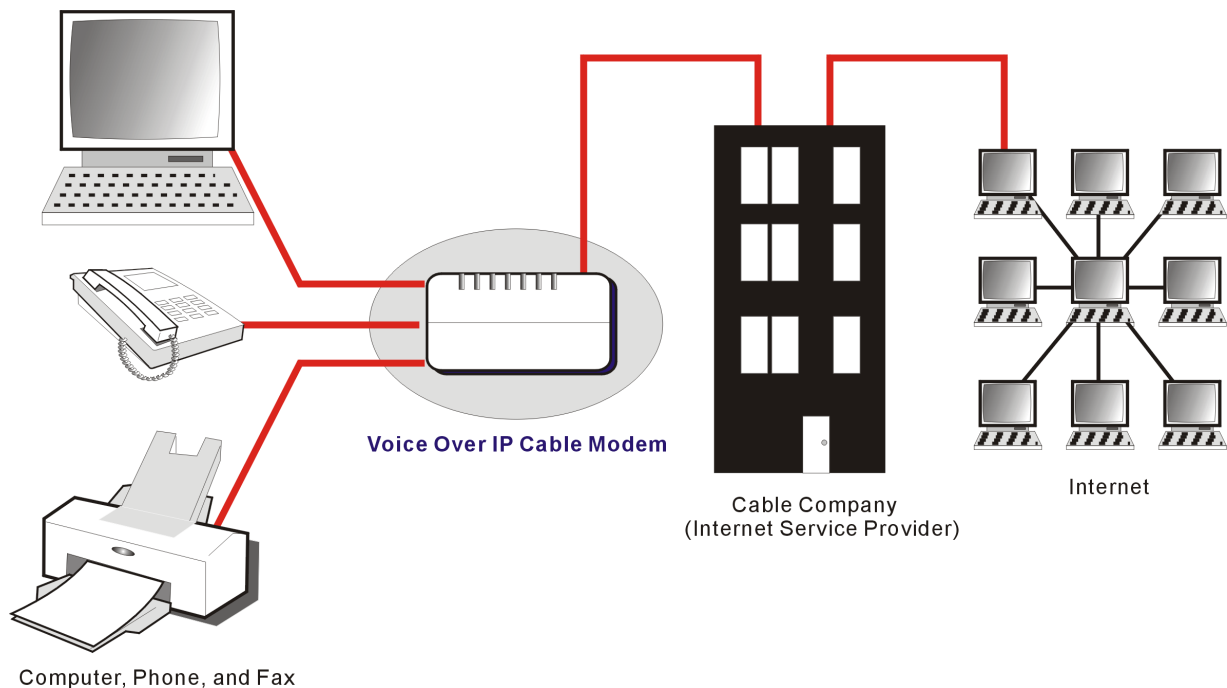 Voice Over IP Cable Modem
Cable Company
(Internet Service Provider)
Internet
Computer, Phone, and Fax